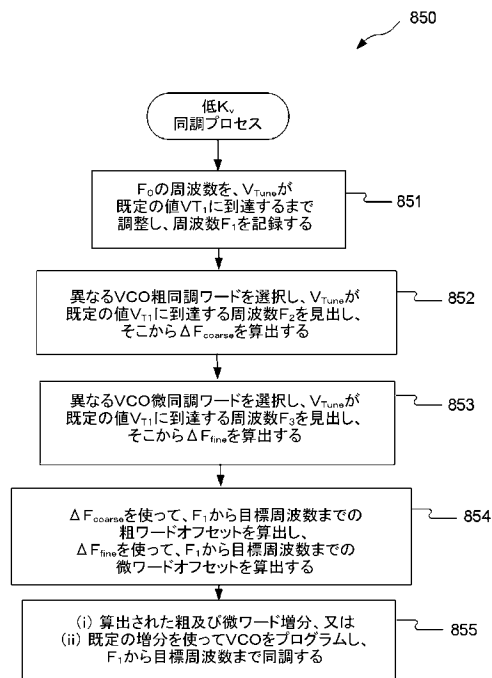 850
低Kv
同調プロセス
F0の周波数を、VTuneが
既定の値VT1に到達するまで
調整し、周波数F1を記録する
851
異なるVCO粗同調ワードを選択し、VTuneが
既定の値VT1に到達する周波数F2を見出し、
そこからΔFcoarseを算出する
852
異なるVCO微同調ワードを選択し、VTuneが
既定の値VT1に到達する周波数F3を見出し、
そこからΔFfineを算出する
853
ΔFcoarseを使って、F1から目標周波数までの
粗ワードオフセットを算出し、
ΔFfineを使って、F1から目標周波数までの
微ワードオフセットを算出する
854
(i) 算出された粗及び微ワード増分、又は
(ii) 既定の増分を使ってVCOをプログラムし、
F1から目標周波数まで同調する
855